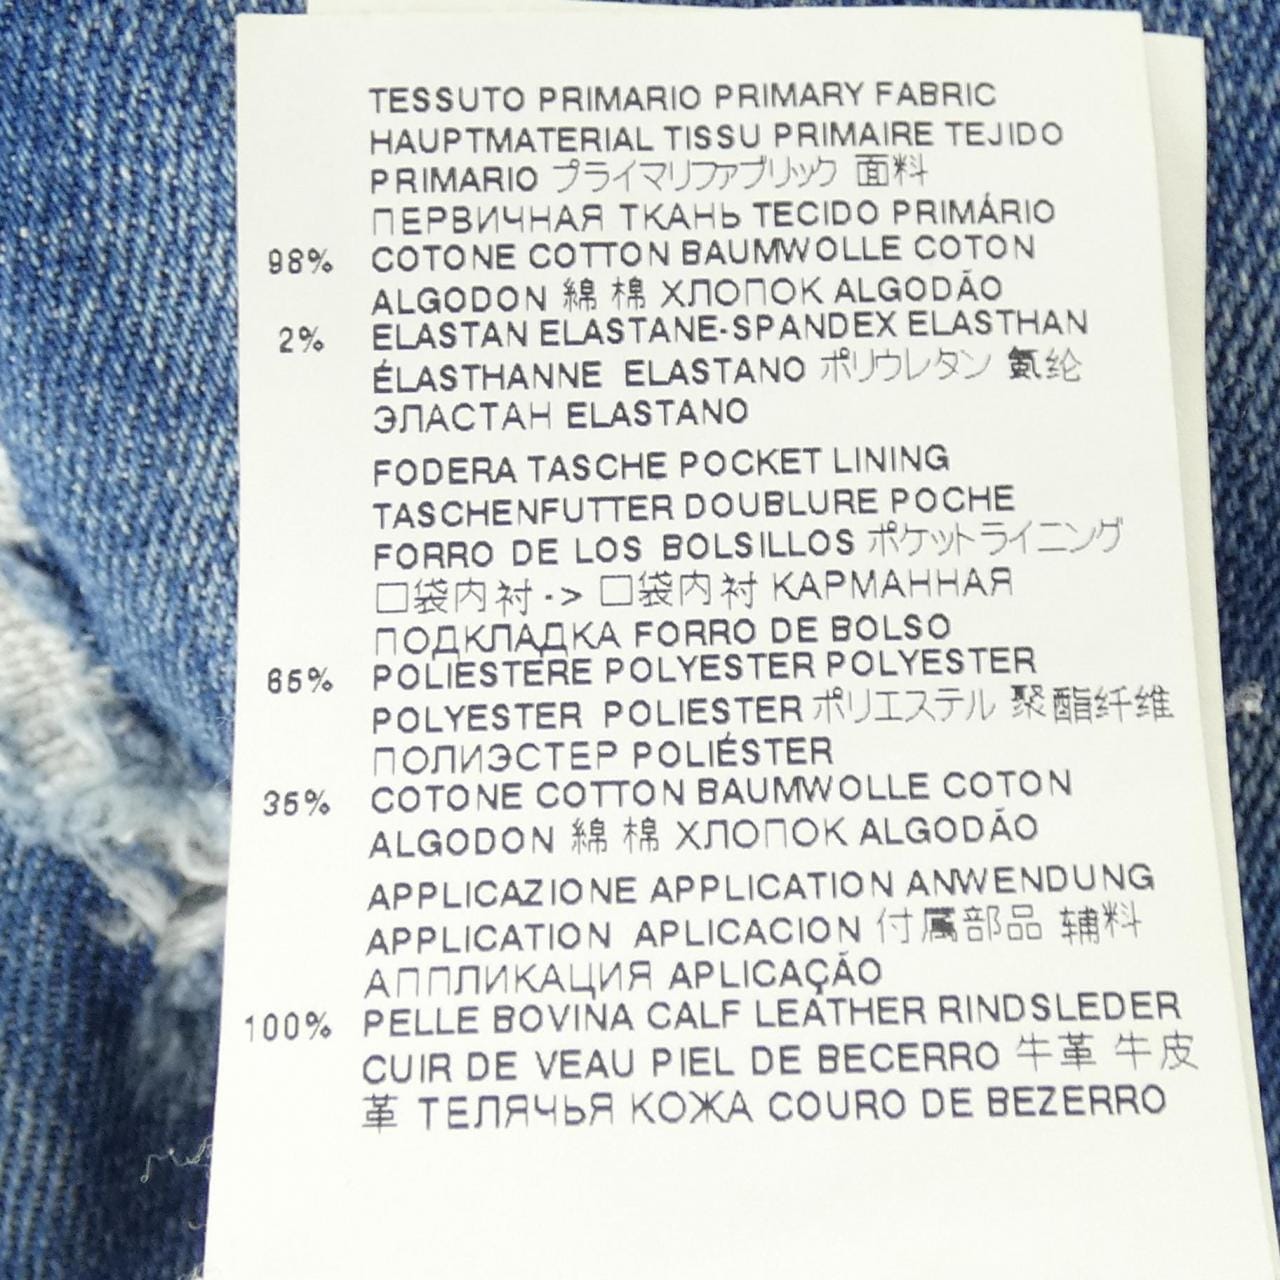 TESSUTO PRIMARIO PRIMARY FABRIC
HAUPTMATERIAL TISSU PRIMAIRE TEJIDO
PRIMARIO プライマリファブリック 面料
ПЕРВИЧНАЯ ТКАНЬ TECIDO PRIMÁRIO
98% COTONE COTTON BAUMWOLLE COTON
ALGODON 綿 棉 ХЛОПОК ALGODÃO
2% ELASTAN ELASTANE-SPANDEX ELASTHAN
ÉLASTHANNE ELASTANO ポリウレタン 氨纶
ЭЛАСТАН ELASTANO
FODERA TASCHE POCKET LINING
TASCHENFUTTER DOUBLURE POCHE
FORRO DE LOS BOLSILLOS ポケットライニング
口袋内衬 -> 口袋内衬 КАРМАННАЯ
ПОДКЛАДКА FORRO DE BOLSO
65% POLIESTERE POLYESTER POLYESTER
POLYESTER POLIESTER ポリエステル 聚酯纤维
ПОЛИЭСТЕР POLIÉSTER
35% COTONE COTTON BAUMWOLLE COTON
ALGODON 綿 棉 ХЛОПОК ALGODÃO
APPLICAZIONE APPLICATION ANWENDUNG
APPLICATION APLICACION 付属部品 辅料
АППЛИКАЦИЯ APLICAÇÃO
100% PELLE BOVINA CALF LEATHER RINDSLEDER
CUIR DE VEAU PIEL DE BECERRO 牛革 牛皮
革 ТЕЛЯЧЬЯ КОЖА COURO DE BEZERRO